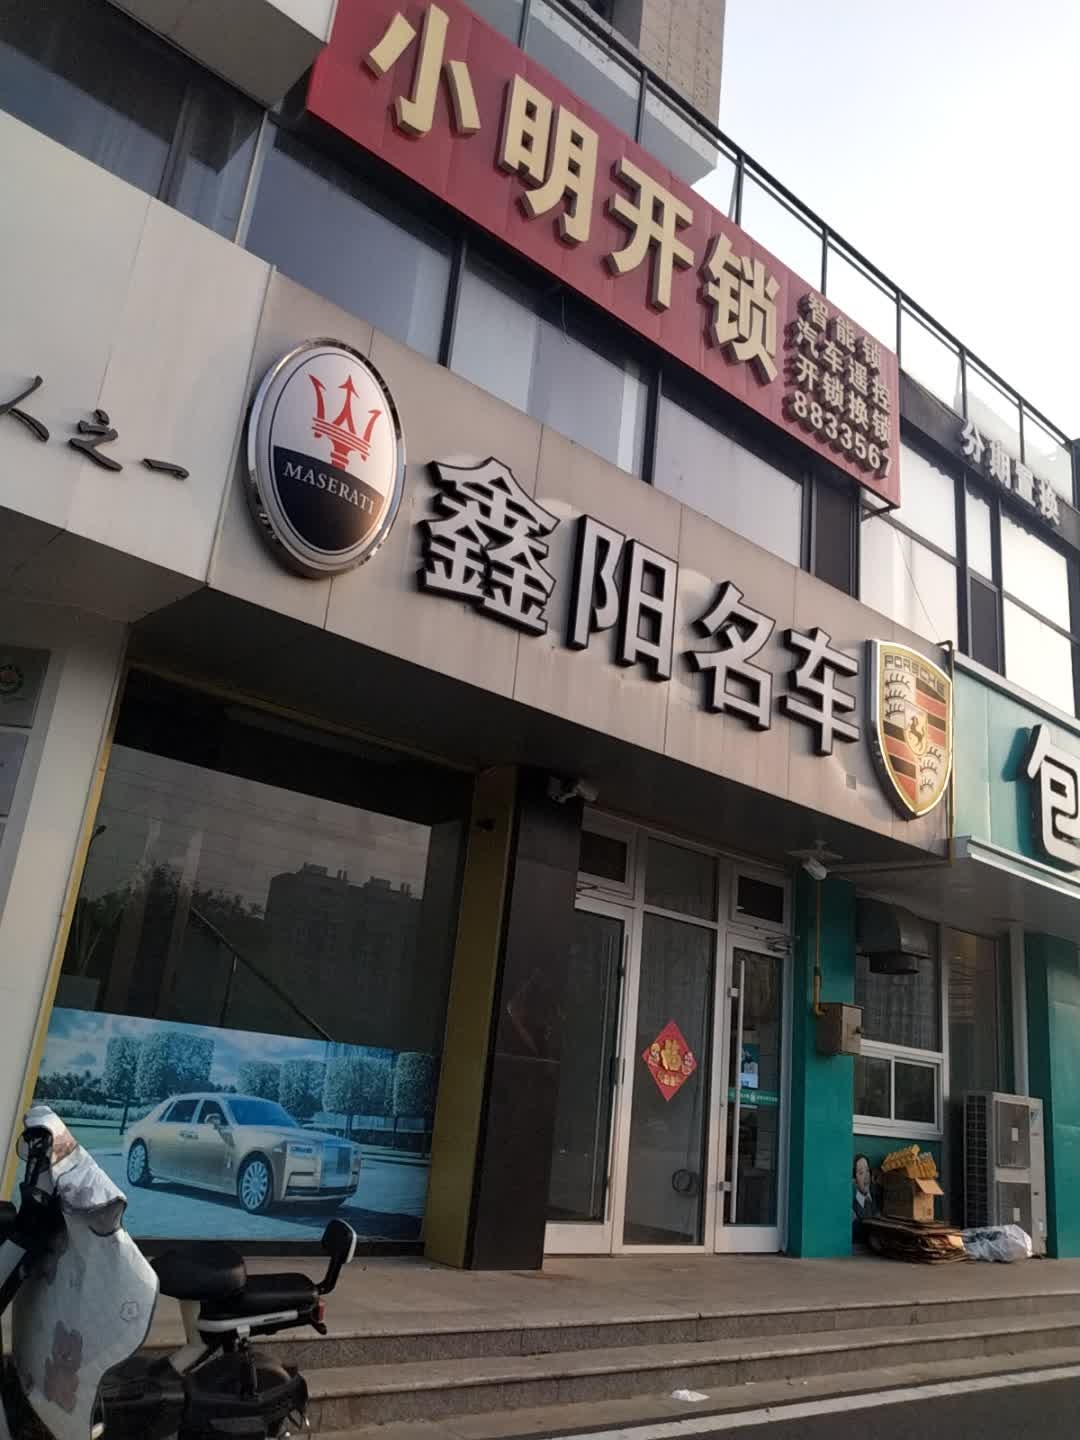 小明开锁
智能锁
汽车遥控
开锁换锁
8833567
分期置换
人之一
MASERATI
鑫阳名车
PORSCHE
包
福